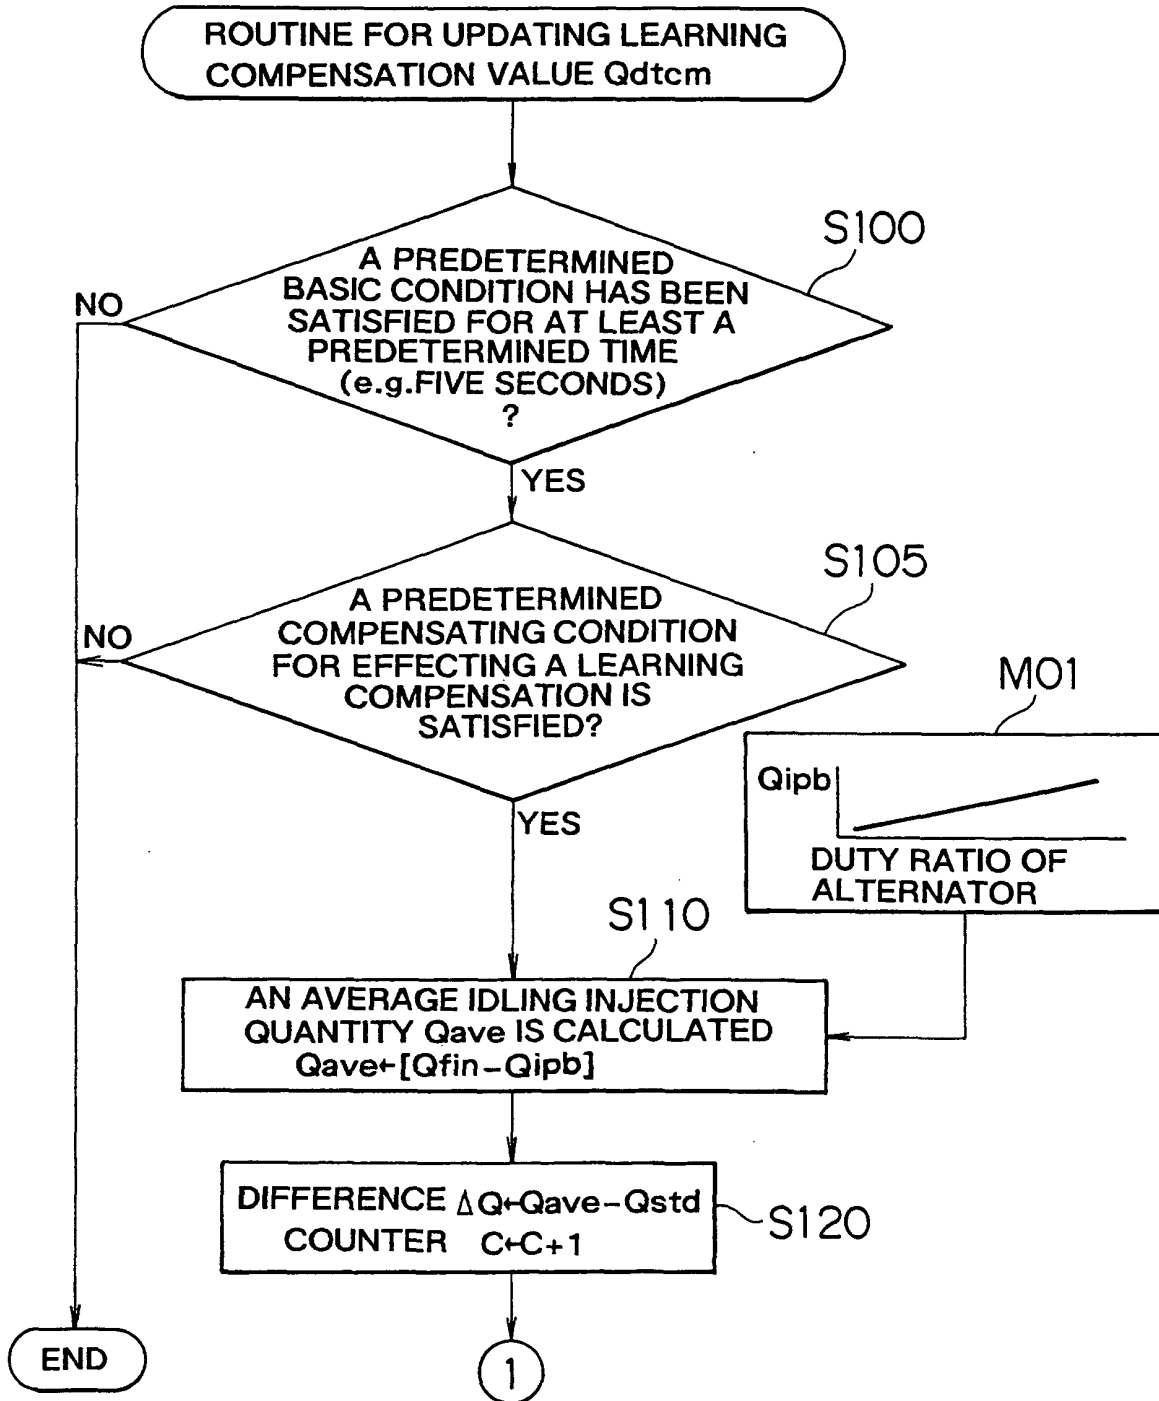 ROUTINE FOR UPDATING LEARNING
COMPENSATION VALUE Qdtcm
S100
A PREDETERMINED
BASIC CONDITION HAS BEEN
SATISFIED FOR AT LEAST A
PREDETERMINED TIME
(e.g.FIVE SECONDS)
?
NO
YES
S105
A PREDETERMINED
COMPENSATING CONDITION
FOR EFFECTING A LEARNING
COMPENSATION IS
SATISFIED?
NO
YES
M01
Qipb
DUTY RATIO OF
ALTERNATOR
S110
AN AVERAGE IDLING INJECTION
QUANTITY Qave IS CALCULATED
Qave←[Qfin−Qipb]
DIFFERENCE ΔQ←Qave−Qstd
COUNTER C←C+1
S120
END
1